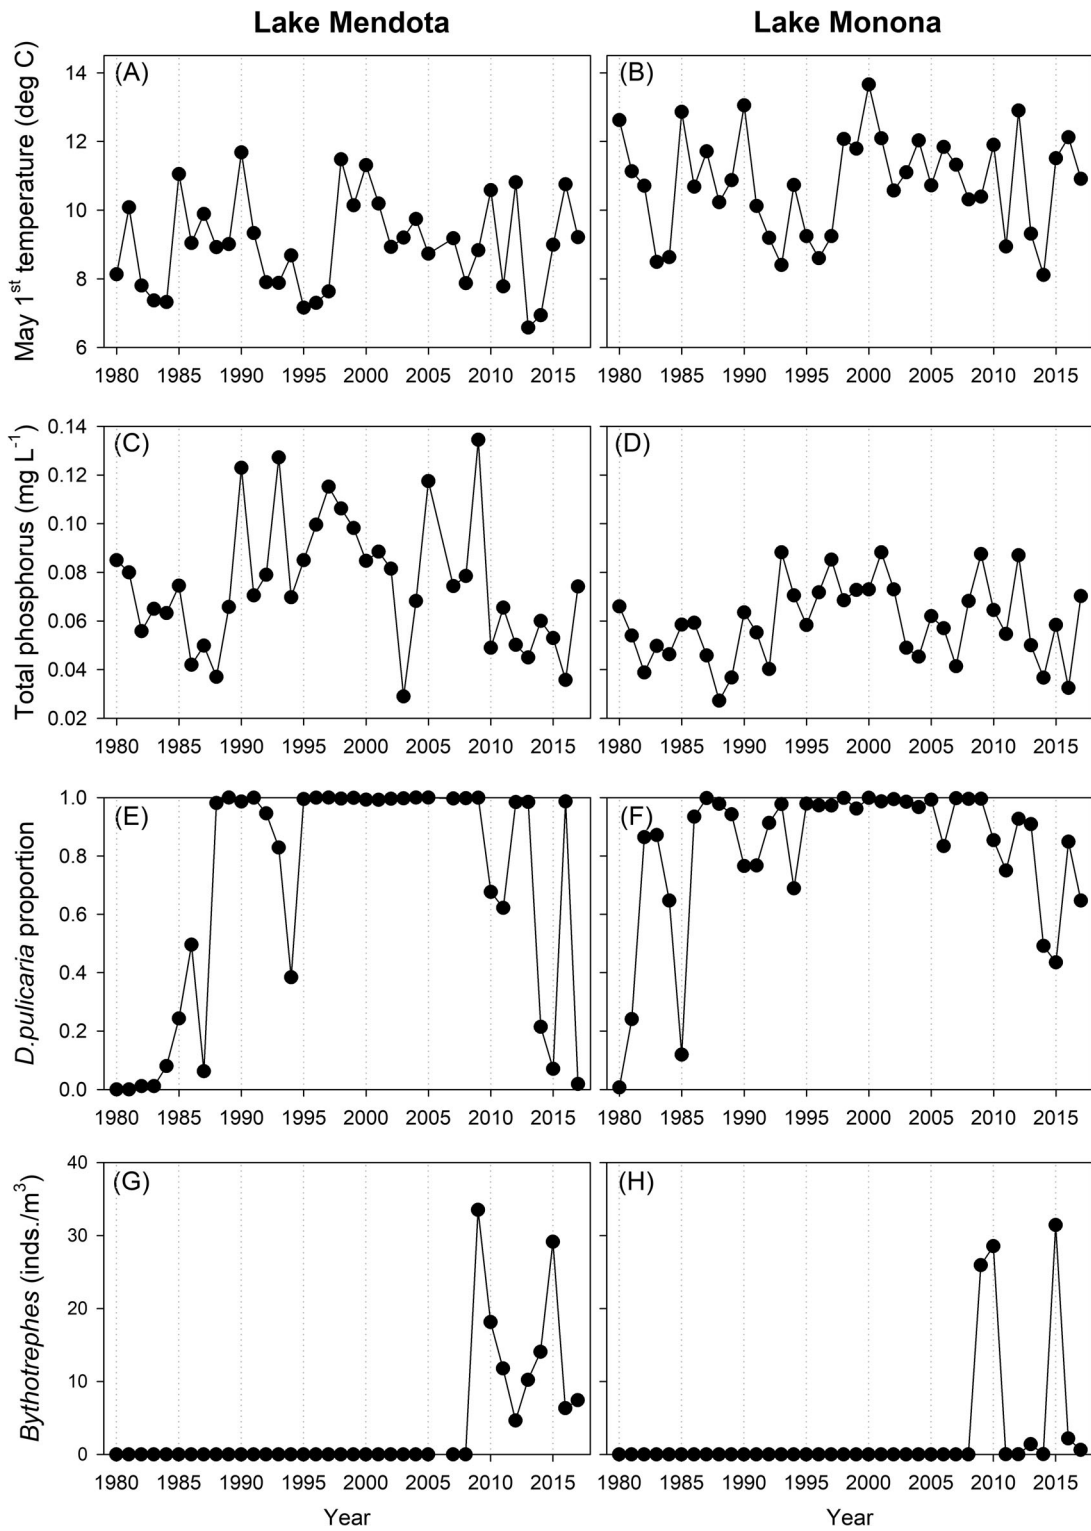 Lake Mendota
Lake Monona
May 1st temperature (deg C)
(A)
14
12
10
8
6
1980 1985 1990 1995 2000 2005 2010 2015
(B)
1980 1985 1990 1995 2000 2005 2010 2015
Total phosphorus (mg L-1)
(C)
0.14
0.12
0.10
0.08
0.06
0.04
0.02
1980 1985 1990 1995 2000 2005 2010 2015
(D)
1980 1985 1990 1995 2000 2005 2010 2015
D.pulicaria proportion
(E)
1.0
0.8
0.6
0.4
0.2
0.0
1980 1985 1990 1995 2000 2005 2010 2015
(F)
1980 1985 1990 1995 2000 2005 2010 2015
Bythotrephes (inds./m3)
(G)
40
30
20
10
0
1980 1985 1990 1995 2000 2005 2010 2015
Year
(H)
1980 1985 1990 1995 2000 2005 2010 2015
Year